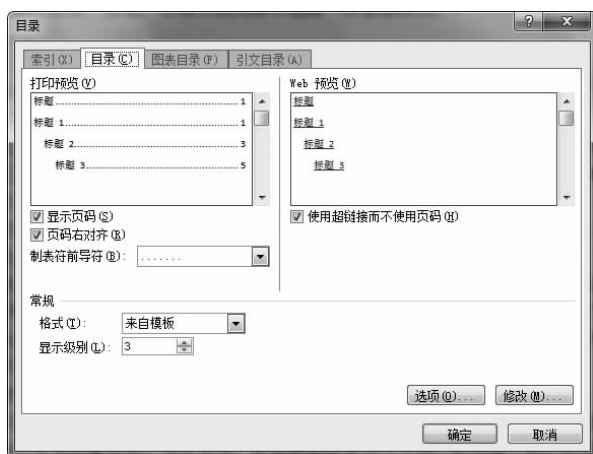 目录
? X
索引(X) 目录(C) 图表目录(F) 引文目录(A)
打印预览(V)
标题.......................................1
标题 1.....................................1
标题 2...................................3
标题 3.................................5
Web 预览(W)
标题
标题 1
标题 2
标题 3
显示页码(S)
页码右对齐(R)
制表符前导符(B): .......
使用超链接而不使用页码(H)
常规
格式(T): 来自模板
显示级别(L): 3
选项(O)... 修改(M)...
确定 取消